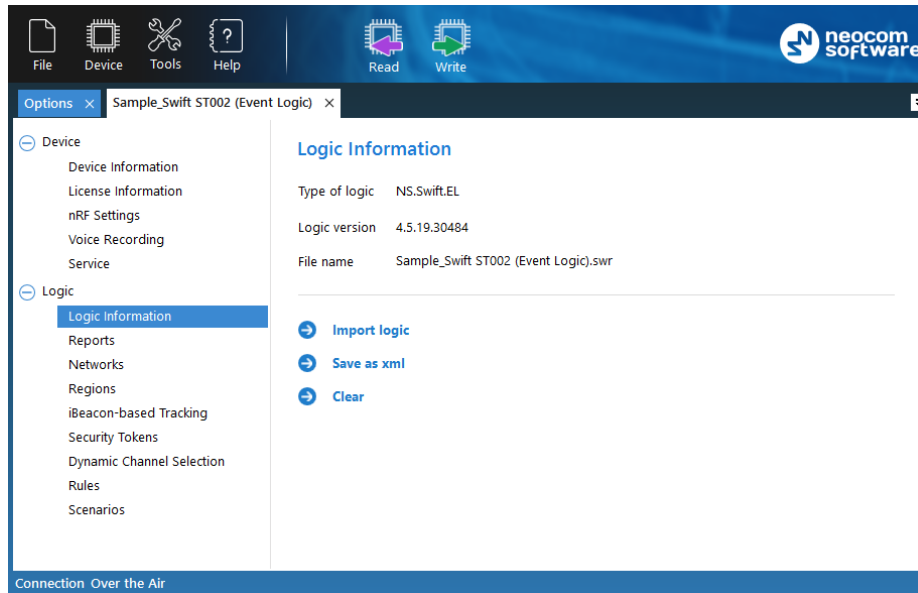 File Device Tools Help Read Write
neocom
software
Options × Sample_Swift ST002 (Event Logic) ×
Device
Device Information
License Information
nRF Settings
Voice Recording
Service
Logic
Logic Information
Reports
Networks
Regions
iBeacon-based Tracking
Security Tokens
Dynamic Channel Selection
Rules
Scenarios
Logic Information
Type of logic NS.Swift.EL
Logic version 4.5.19.30484
File name Sample_Swift ST002 (Event Logic).swr
Import logic
Save as xml
Clear
Connection Over the Air